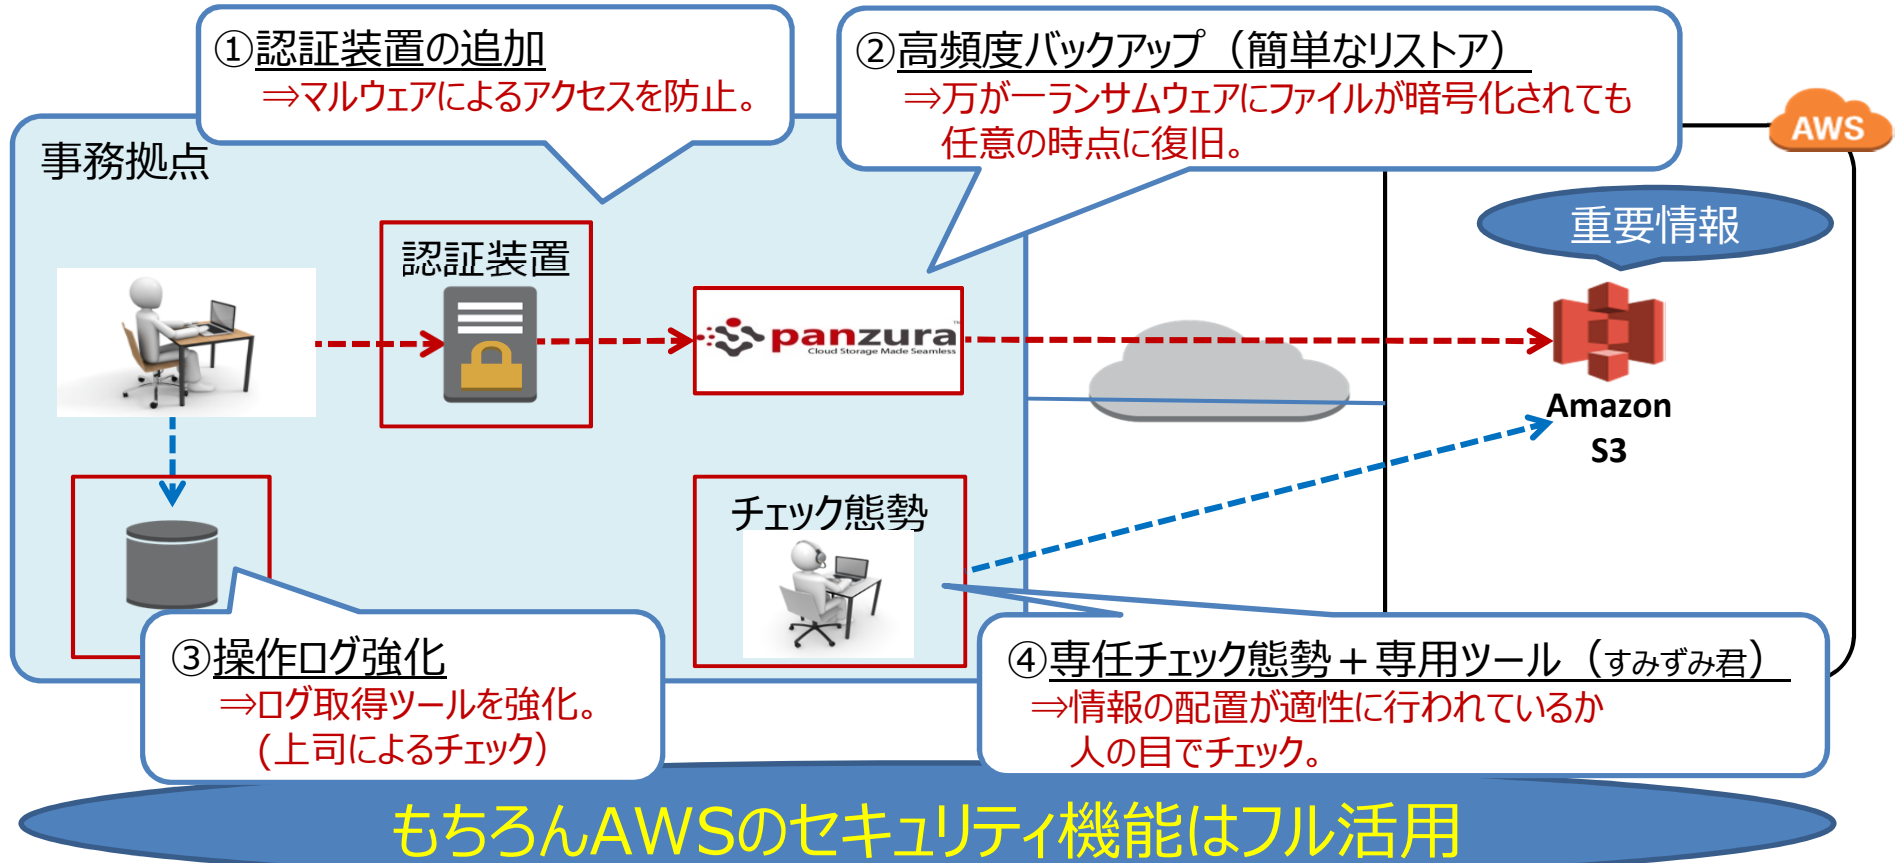 ①認証装置の追加
⇒マルウェアによるアクセスを防止。
②高頻度バックアップ（簡単なリストア）
⇒万が一ランサムウェアにファイルが暗号化されても
任意の時点に復旧。
AWS
事務拠点
重要情報
認証装置
panzura
Cloud Storage Made Seamless
Amazon
S3
チェック態勢
③操作ログ強化
⇒ログ取得ツールを強化。
(上司によるチェック）
④専任チェック態勢＋専用ツール（すみずみ君）
⇒情報の配置が適性に行われているか
人の目でチェック。
もちろんAWSのセキュリティ機能はフル活用